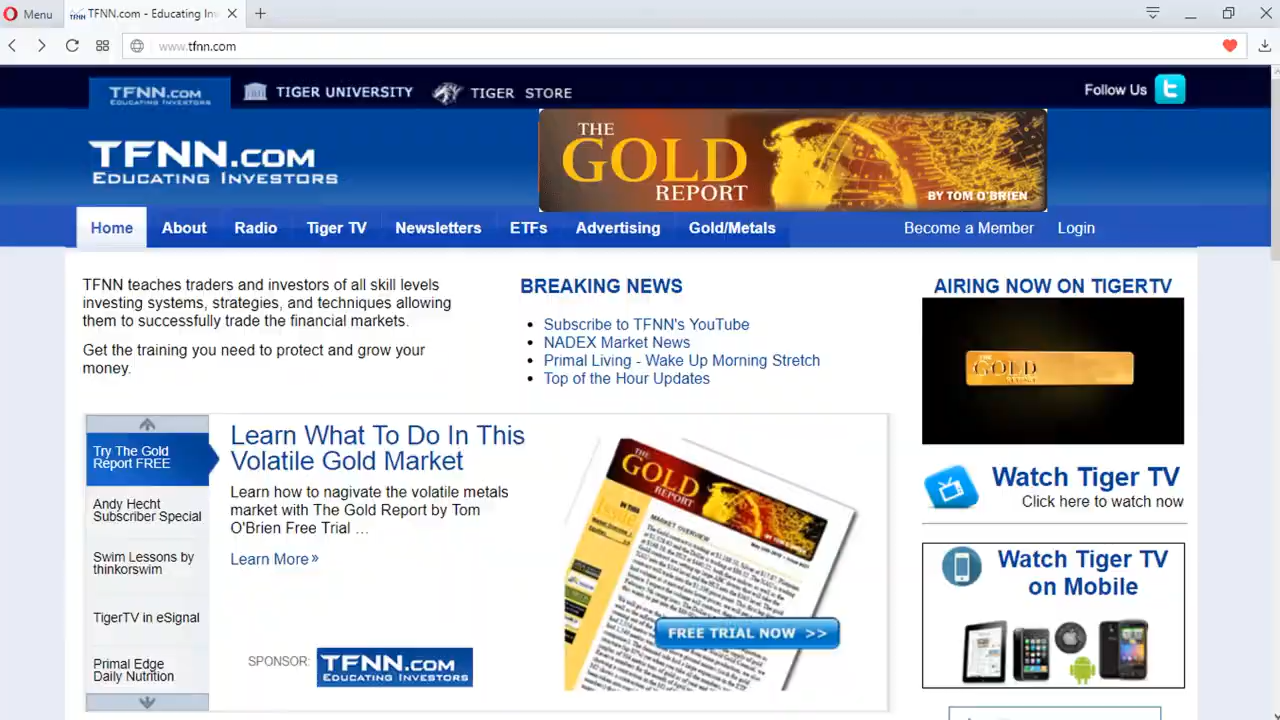 Menu
TFNN.com - Educating In
www.tfnn.com
TFNN.COM
EDUCATING INVESTORS
TIGER UNIVERSITY
TIGER STORE
Follow Us
TFNN.COM
EDUCATING INVESTORS
THE
GOLD
REPORT
BY TOM O'BRIEN
Home
About
Radio
Tiger TV
Newsletters
ETFs
Advertising
Gold/Metals
Become a Member
Login
TFNN teaches traders and investors of all skill levels
investing systems, strategies, and techniques allowing
them to successfully trade the financial markets.
Get the training you need to protect and grow your
money.
BREAKING NEWS
Subscribe to TFNN's YouTube
NADEX Market News
Primal Living - Wake Up Morning Stretch
Top of the Hour Updates
AIRING NOW ON TIGERTV
THE
GOLD
REPORT
Try The Gold
Report FREE
Andy Hecht
Subscriber Special
Swim Lessons by
thinkorswim
TigerTV in eSignal
Primal Edge
Daily Nutrition
Learn What To Do In This
Volatile Gold Market
Learn how to nagivate the volatile metals
market with The Gold Report by Tom
O'Brien Free Trial ...
Learn More »
SPONSOR:
TFNN.COM
EDUCATING INVESTORS
THE
GOLD
REPORT
BY TOM O'BRIEN
MARKET OVERVIEW
FREE TRIAL NOW >>
Watch Tiger TV
Click here to watch now
Watch Tiger TV
on Mobile